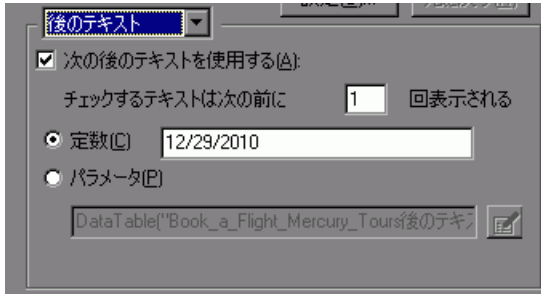 後のテキスト
次の後のテキストを使用する(A):
チェックするテキストは次の前に 1 回表示される
定数(C) 12/29/2010
パラメータ(P)
DataTable("Book_a_Flight_Mercury_Tours後のテキス